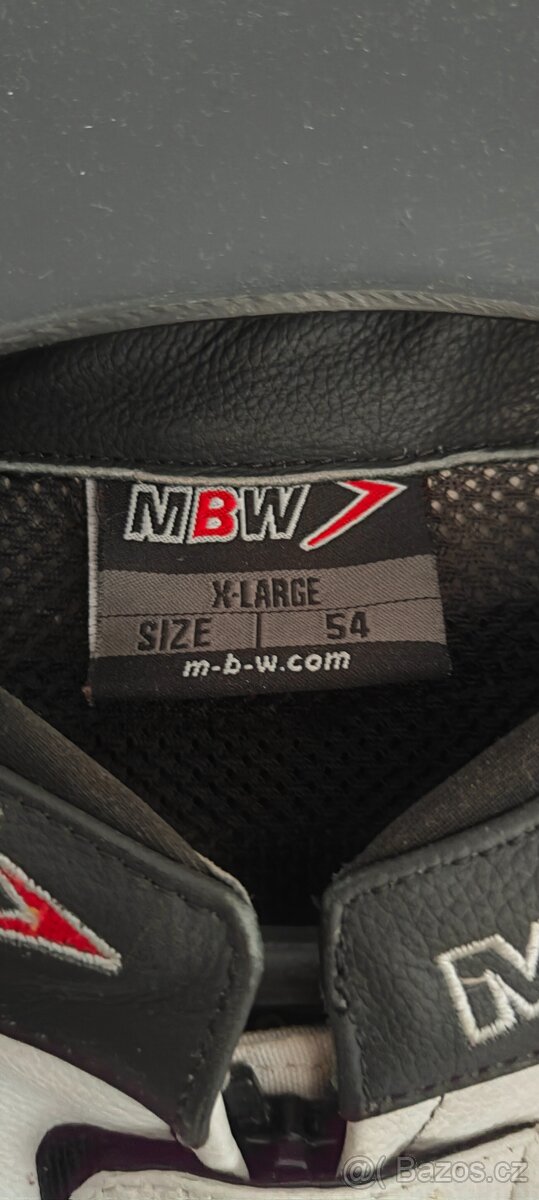 MBW
X-LARGE
SIZE 54
m-b-w.com
M
@( Bazos.cz